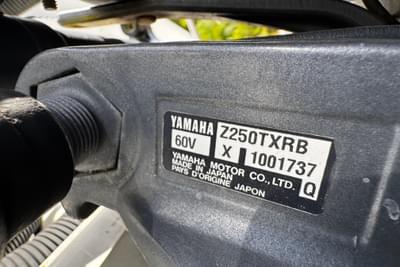 YAMAHA Z250TXRB
60V X 1001737 Q
YAMAHA MOTOR CO., LTD.
MADE IN JAPAN
PAYS D'ORIGINE JAPON